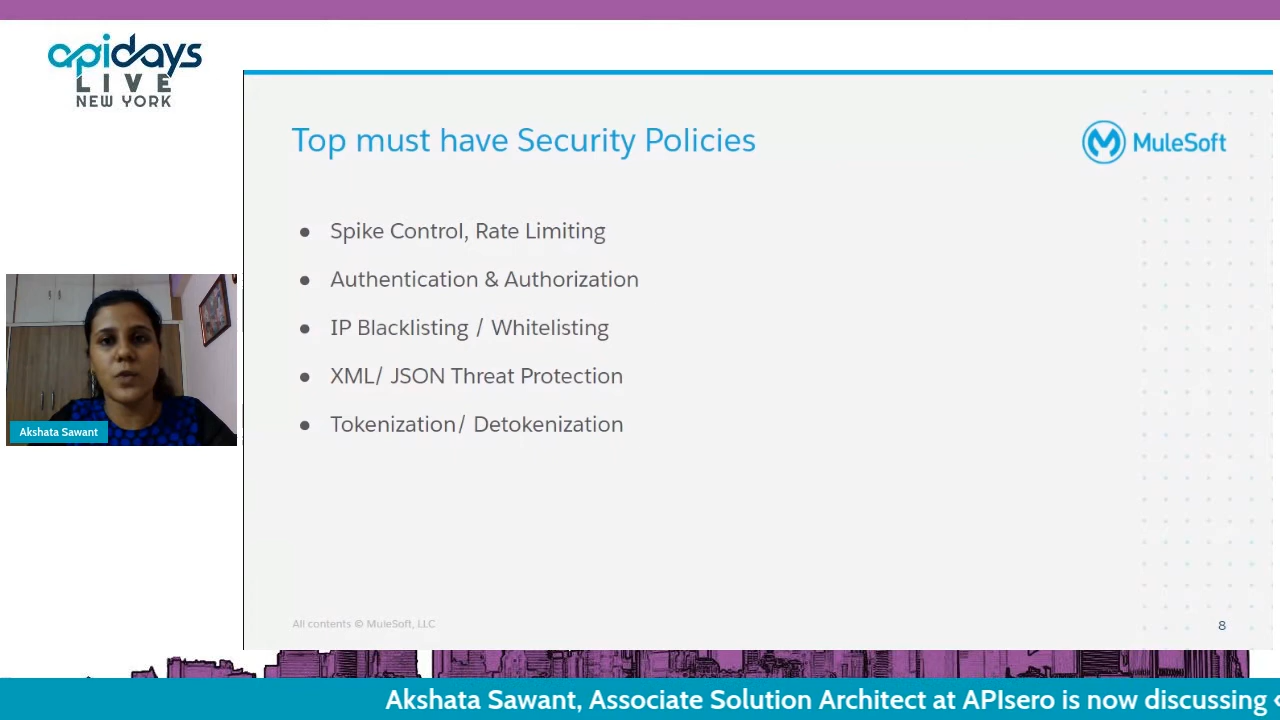 apidays
LIVE
NEW YORK
Top must have Security Policies
MuleSoft
● Spike Control, Rate Limiting
● Authentication & Authorization
● IP Blacklisting / Whitelisting
● XML/ JSON Threat Protection
● Tokenization/ Detokenization
Akshata Sawant
All contents © MuleSoft, LLC
8
Akshata Sawant, Associate Solution Architect at APIsero is now discussing